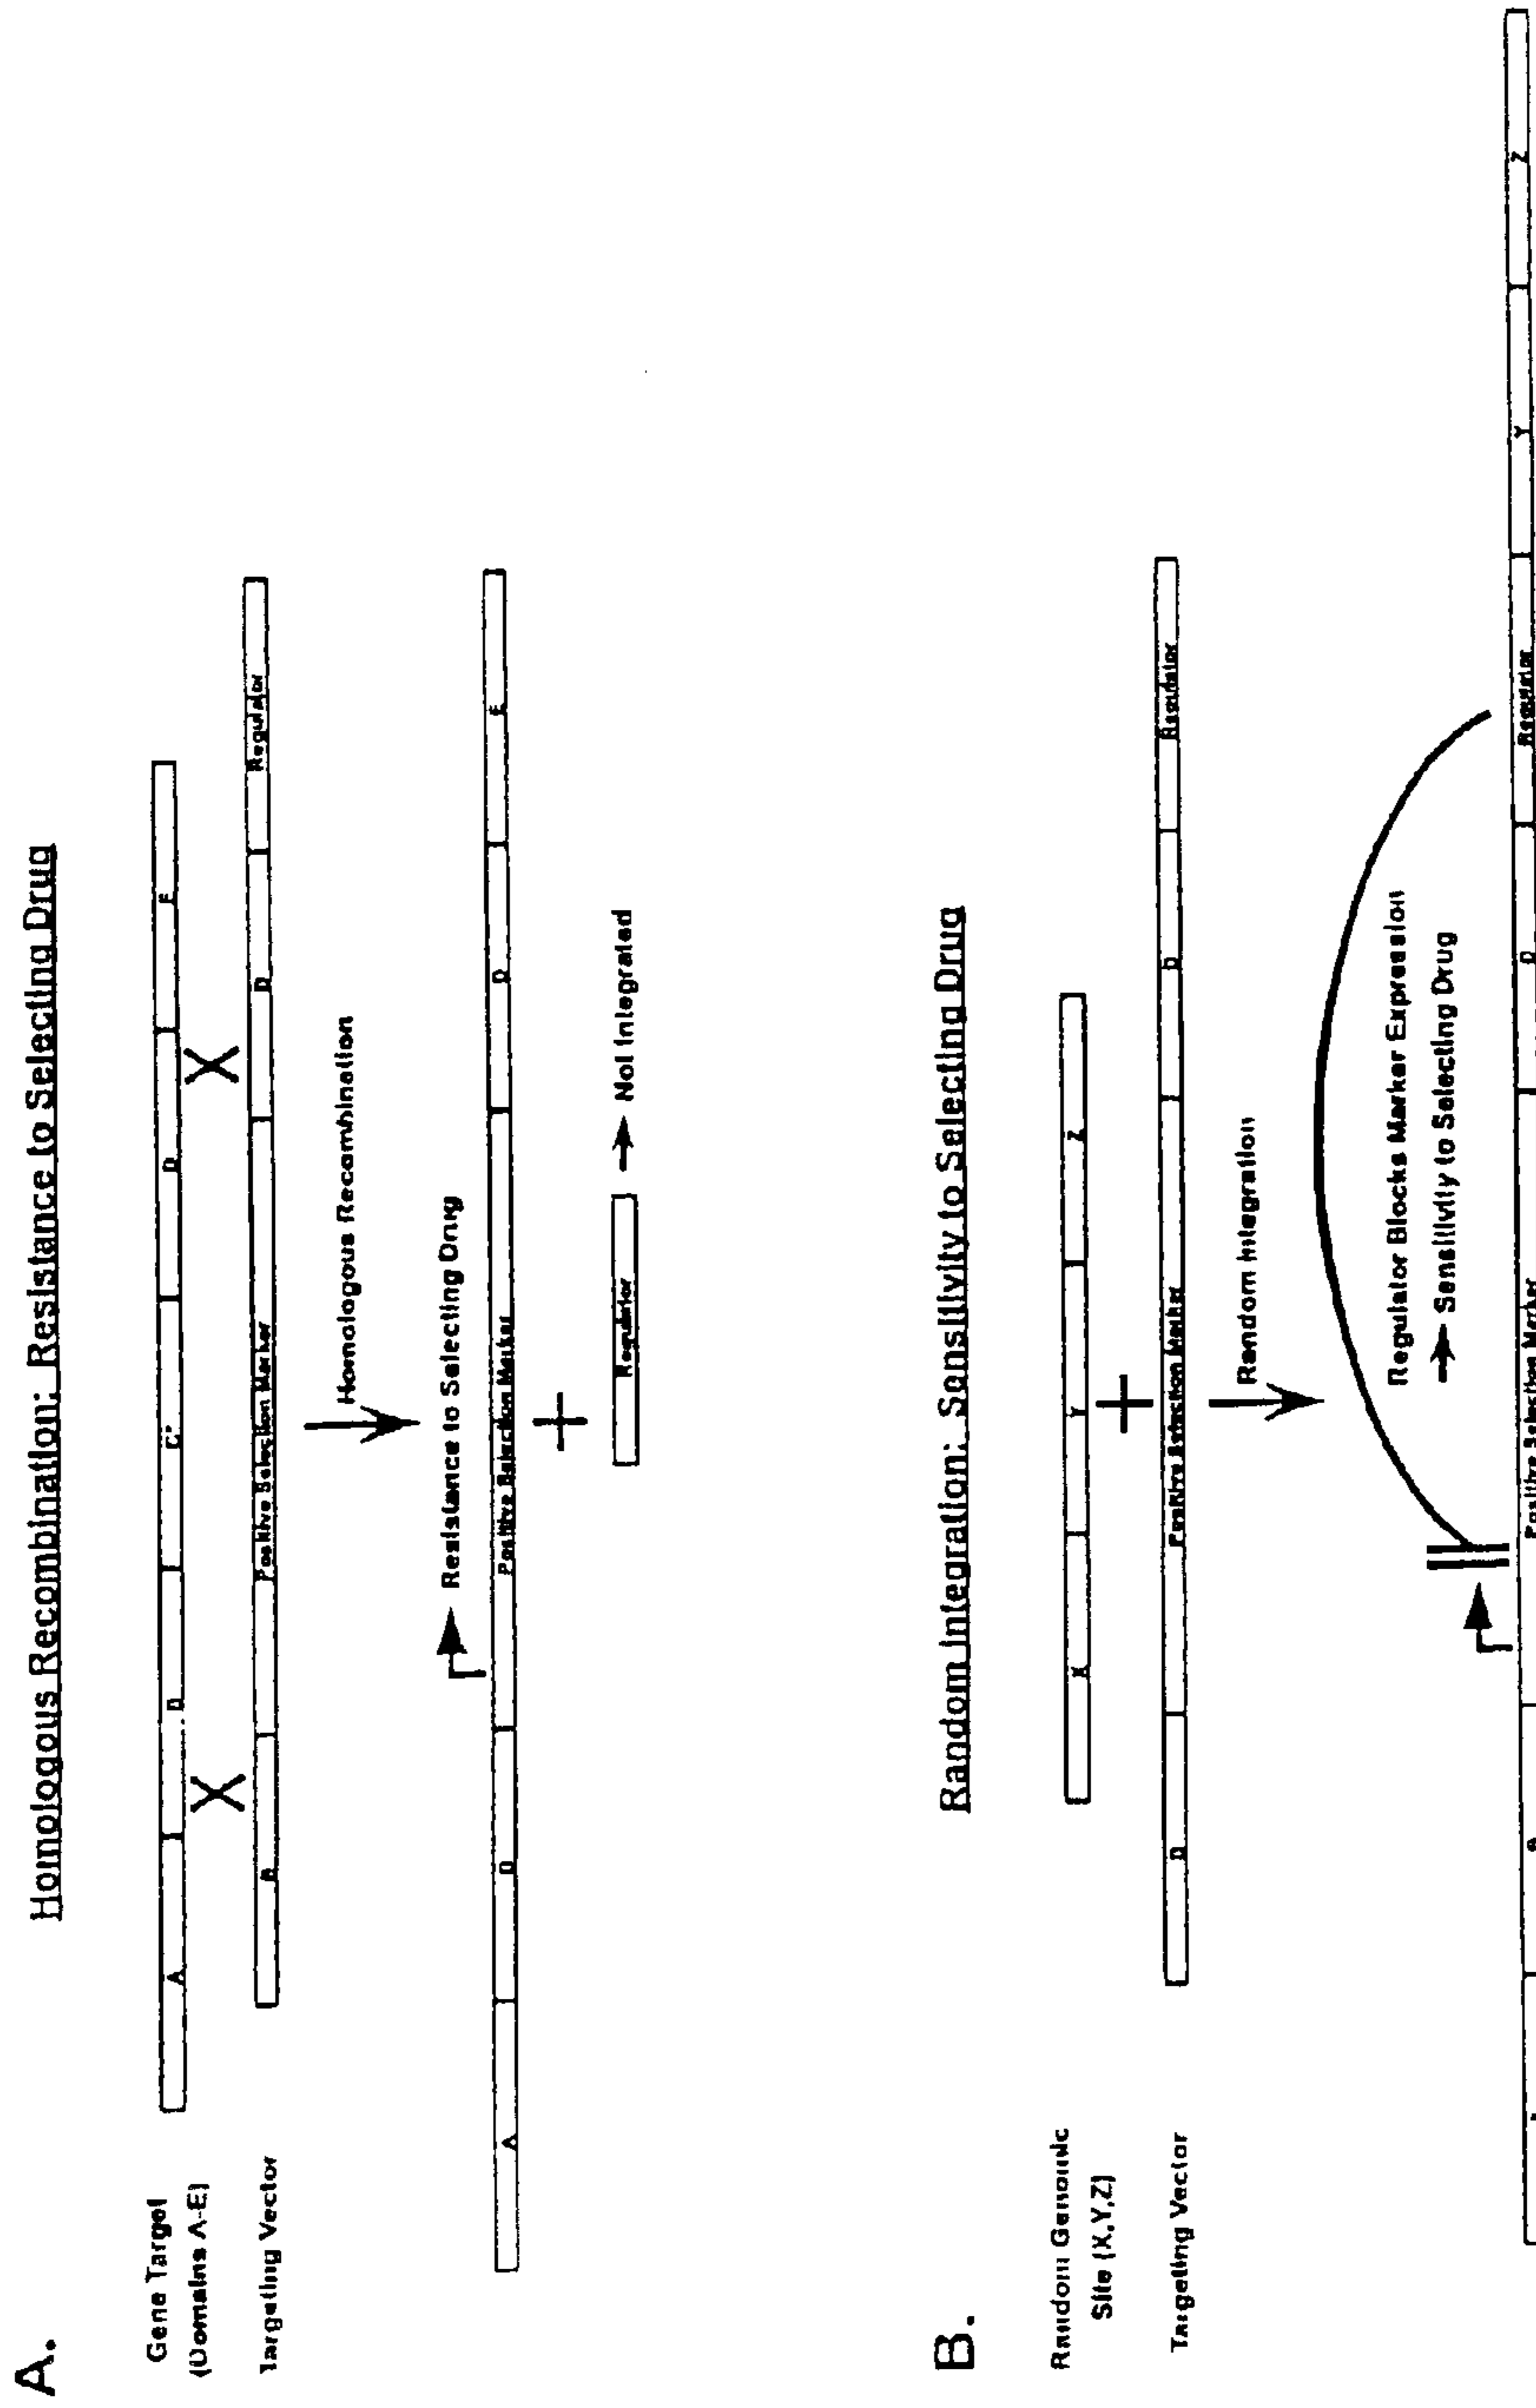 A.
Homologous Recombination: Resistance to Selecting Drug
Gene Target
(Domains A-E)
A
C*
D
E
Targeting Vector
B
Positive Selection Marker
D
Regulator
Homologous Recombination
Resistance to Selecting Drug
A
Positive Selection Marker
D
E
+
Regulator
Not Integrated
B.
Random Integration: Sensitivity to Selecting Drug
Random Genomic
Site (X,Y,Z)
X
Y
Z
+
Targeting Vector
Positive Selection Marker
D
Regulator
Random Integration
Regulator Blocks Marker Expression
Sensitivity to Selecting Drug
Positive Selection Marker
D
Regulator
Y
Z